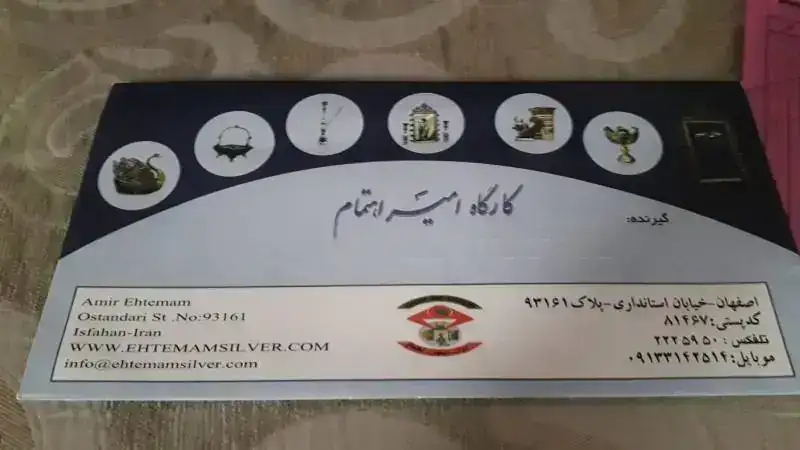 کارگاه امیر اهتمام
گیرنده:
Amir Ehtemam
Ostandari St .No:93161
Isfahan-Iran
WWW.EHTEMAMSILVER.COM
info@ehtemamsilver.com
اصفهان-خیابان استانداری-پلاک ۹۳۱۶۱
کدپستی: ۸۱۴۶۷
تلفکس : ۲۲۲۵۹۵۰
موبایل: ۰۹۱۳۳۱۴۲۵۱۴